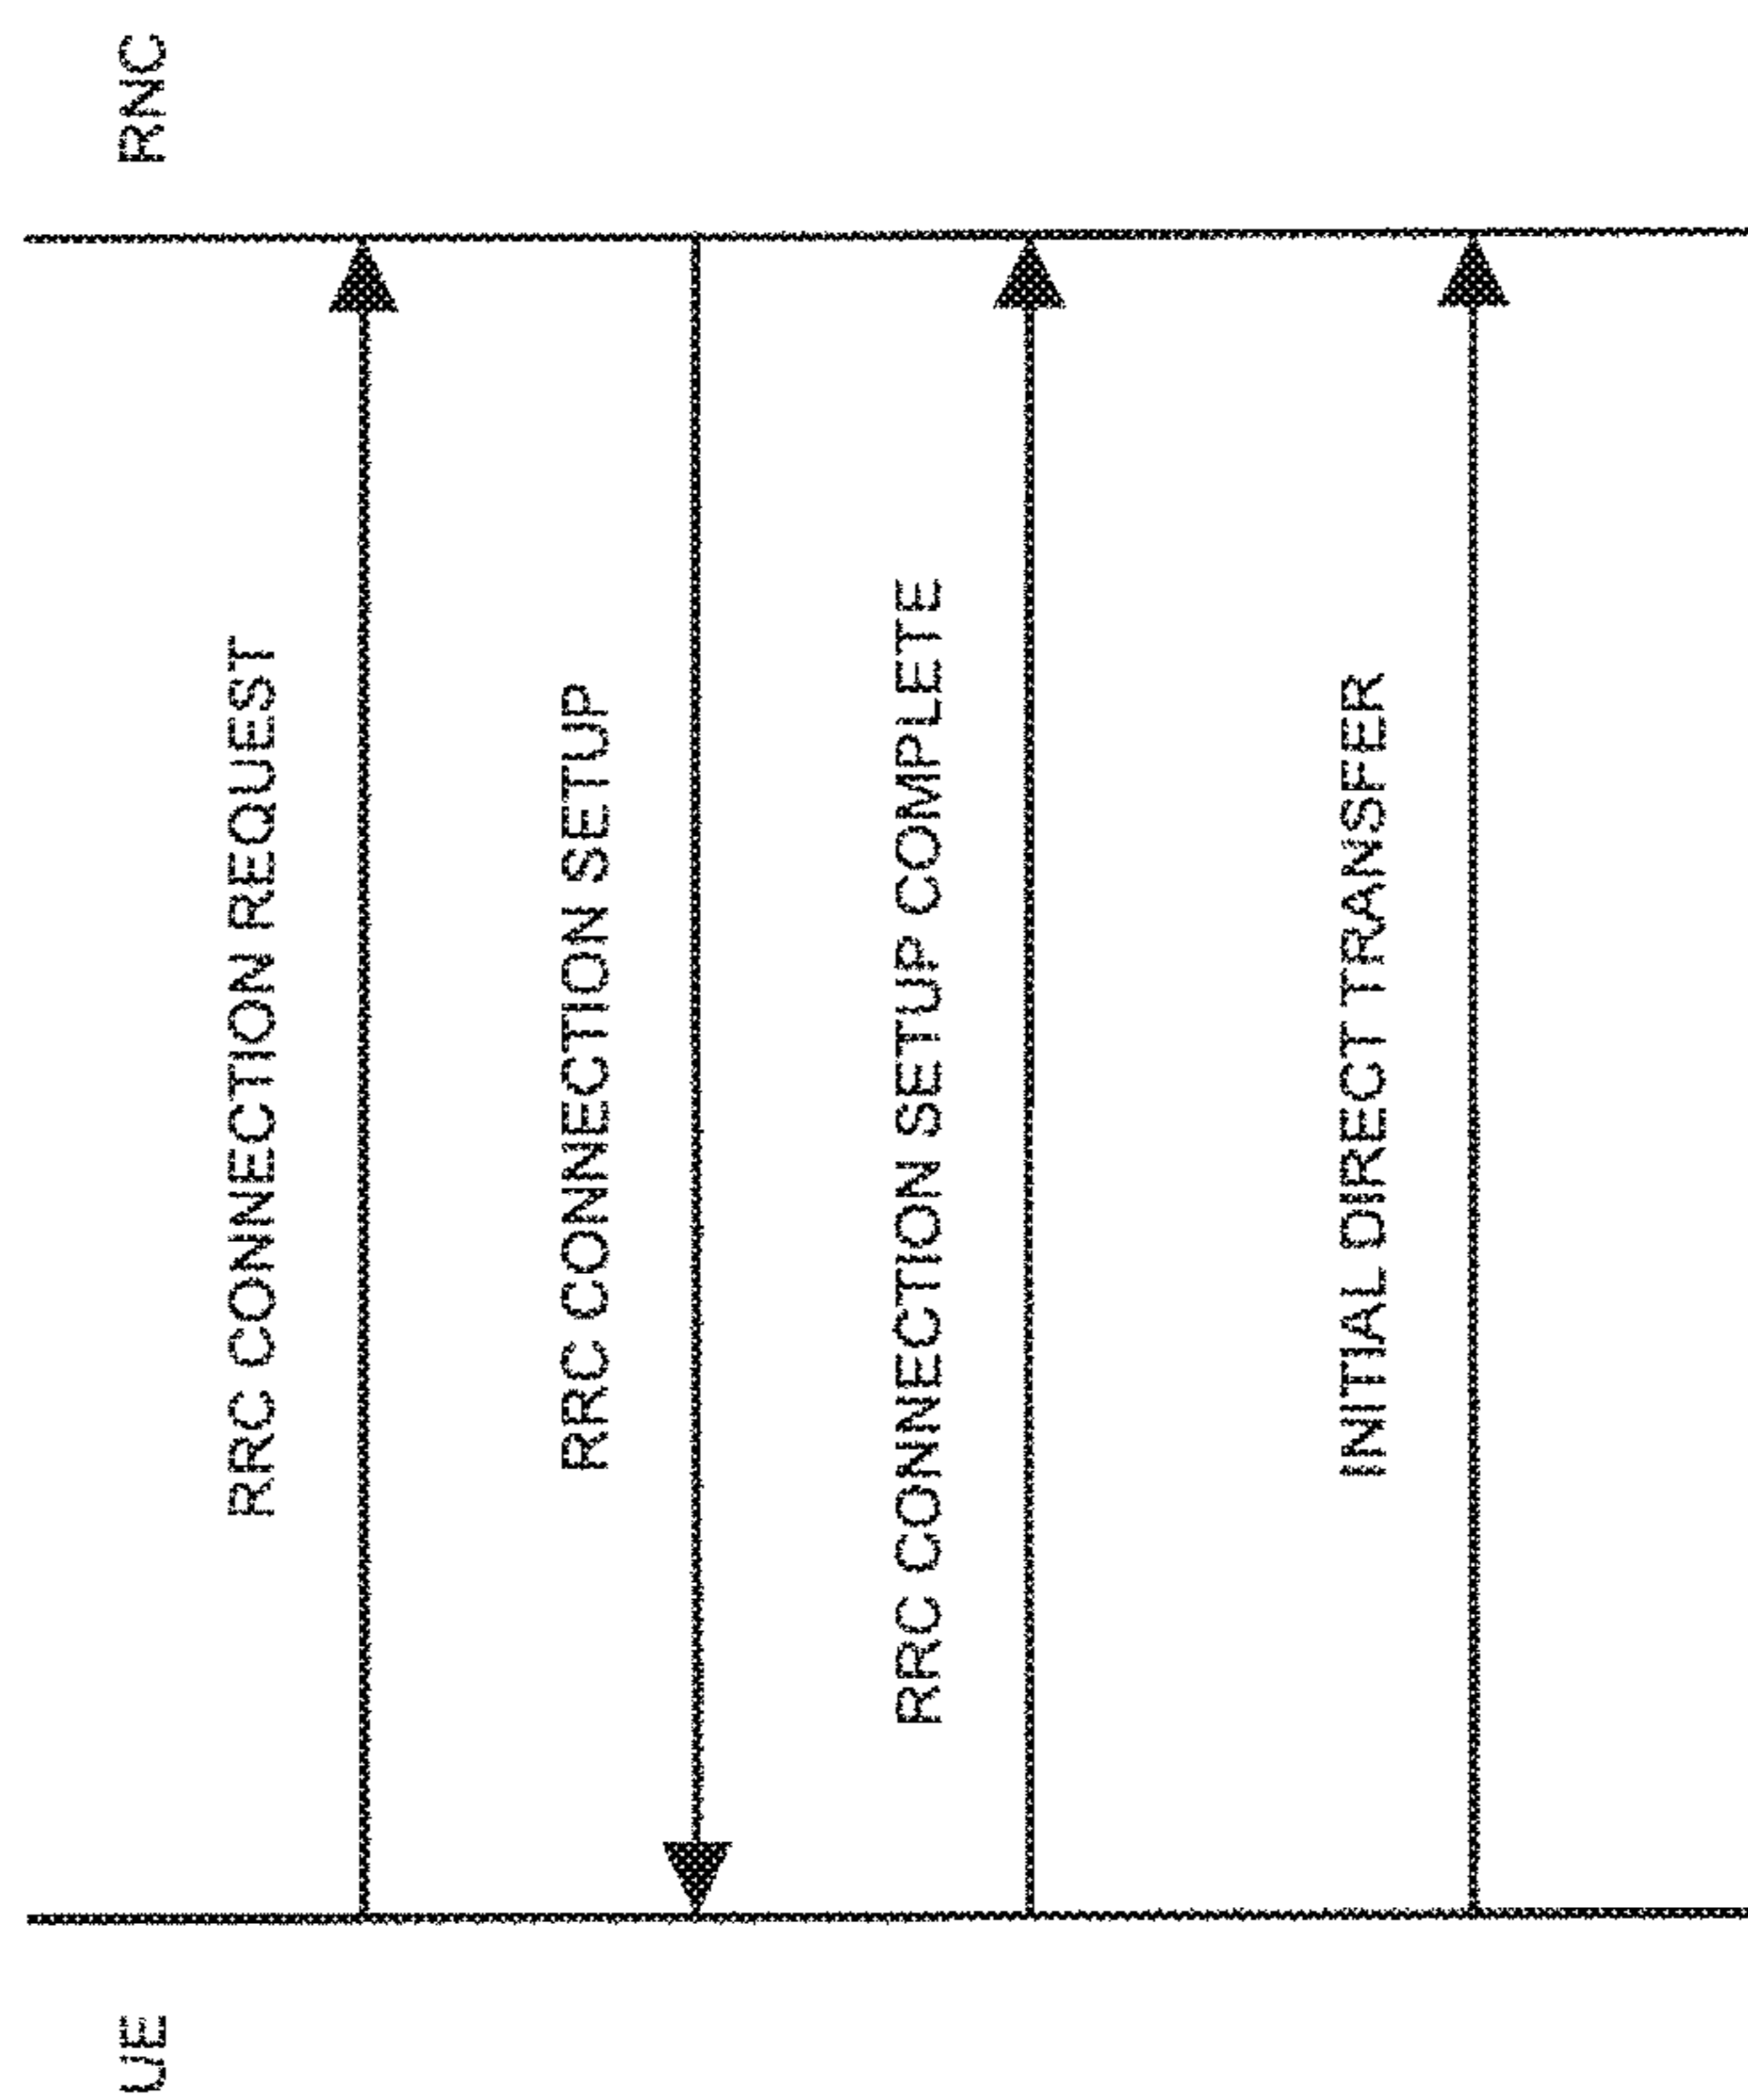 UE
RNC
RRC CONNECTION REQUEST
RRC CONNECTION SETUP
RRC CONNECTION SETUP COMPLETE
INITIAL DIRECT TRANSFER